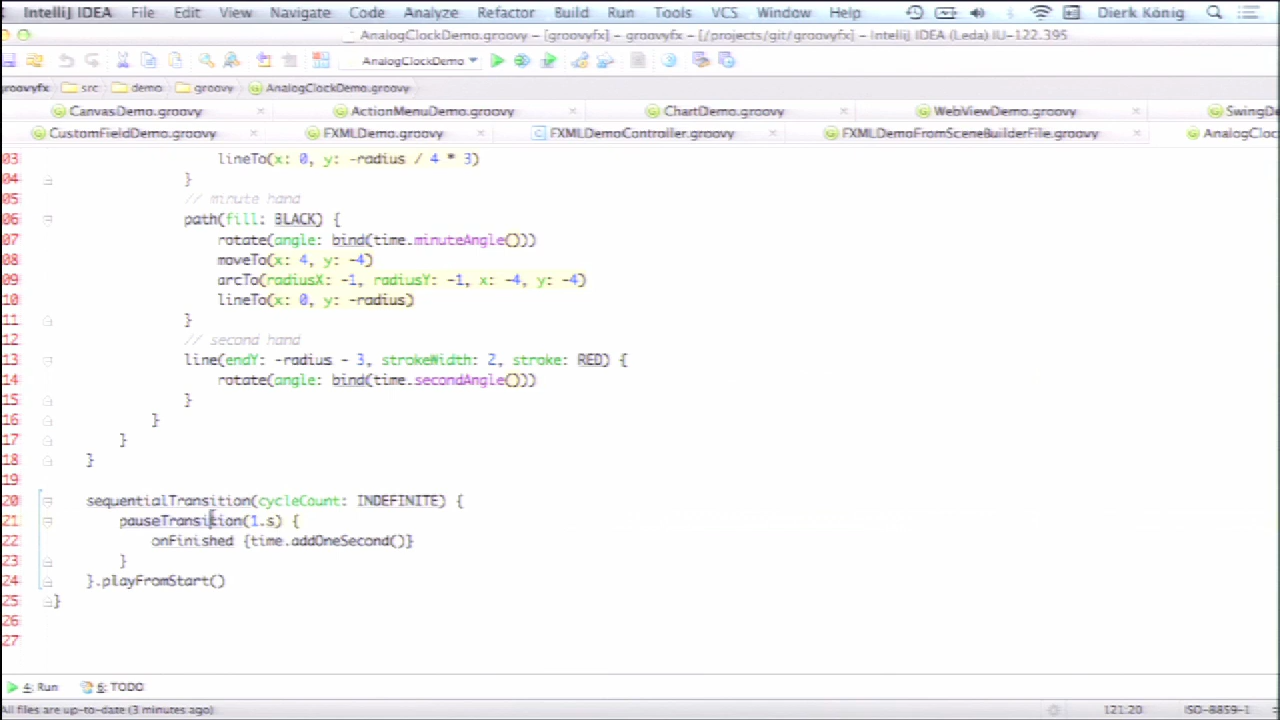 IntelliJ IDEA File Edit View Navigate Code Analyze Refactor Build Run Tools VCS Window Help Dierk König
AnalogClockDemo.groovy – [groovyfx] – groovyfx – [/projects/git/groovyfx] – IntelliJ IDEA (Leda) IU-122.395
AnalogClockDemo
groovyfx src demo groovy AnalogClockDemo.groovy
CanvasDemo.groovy ActionMenuDemo.groovy ChartDemo.groovy WebViewDemo.groovy SwingDe
CustomFieldDemo.groovy FXMLDemo.groovy FXMLDemoController.groovy FXMLDemoFromSceneBuilderFile.groovy AnalogClo
03 lineTo(x: 0, y: -radius / 4 * 3)
04 }
05 // minute hand
06 path(fill: BLACK) {
07 rotate(angle: bind(time.minuteAngle()))
08 moveTo(x: 4, y: -4)
09 arcTo(radiusX: -1, radiusY: -1, x: -4, y: -4)
10 lineTo(x: 0, y: -radius)
11 }
12 // second hand
13 line(endY: -radius - 3, strokeWidth: 2, stroke: RED) {
14 rotate(angle: bind(time.secondAngle()))
15 }
16 }
17 }
18 }
19
20 sequentialTransition(cycleCount: INDEFINITE) {
21 pauseTransition(1.s) {
22 onFinished {time.addOneSecond()}
23 }
24 }.playFromStart()
25 }
26
27
4: Run 6: TODO
All files are up-to-date (3 minutes ago) 121:20 ISO-8859-1